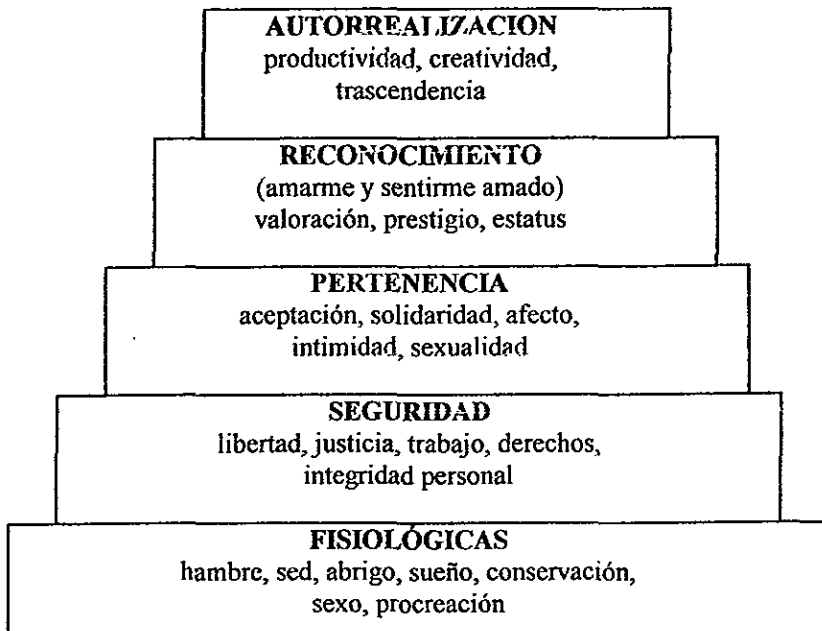 AUTORREALIZACION
productividad, creatividad,
trascendencia
RECONOCIMIENTO
(amarme y sentirme amado)
valoración, prestigio, estatus
PERTENENCIA
aceptación, solidaridad, afecto,
intimidad, sexualidad
SEGURIDAD
libertad, justicia, trabajo, derechos,
integridad personal
FISIOLÓGICAS
hambre, sed, abrigo, sueño, conservación,
sexo, procreación